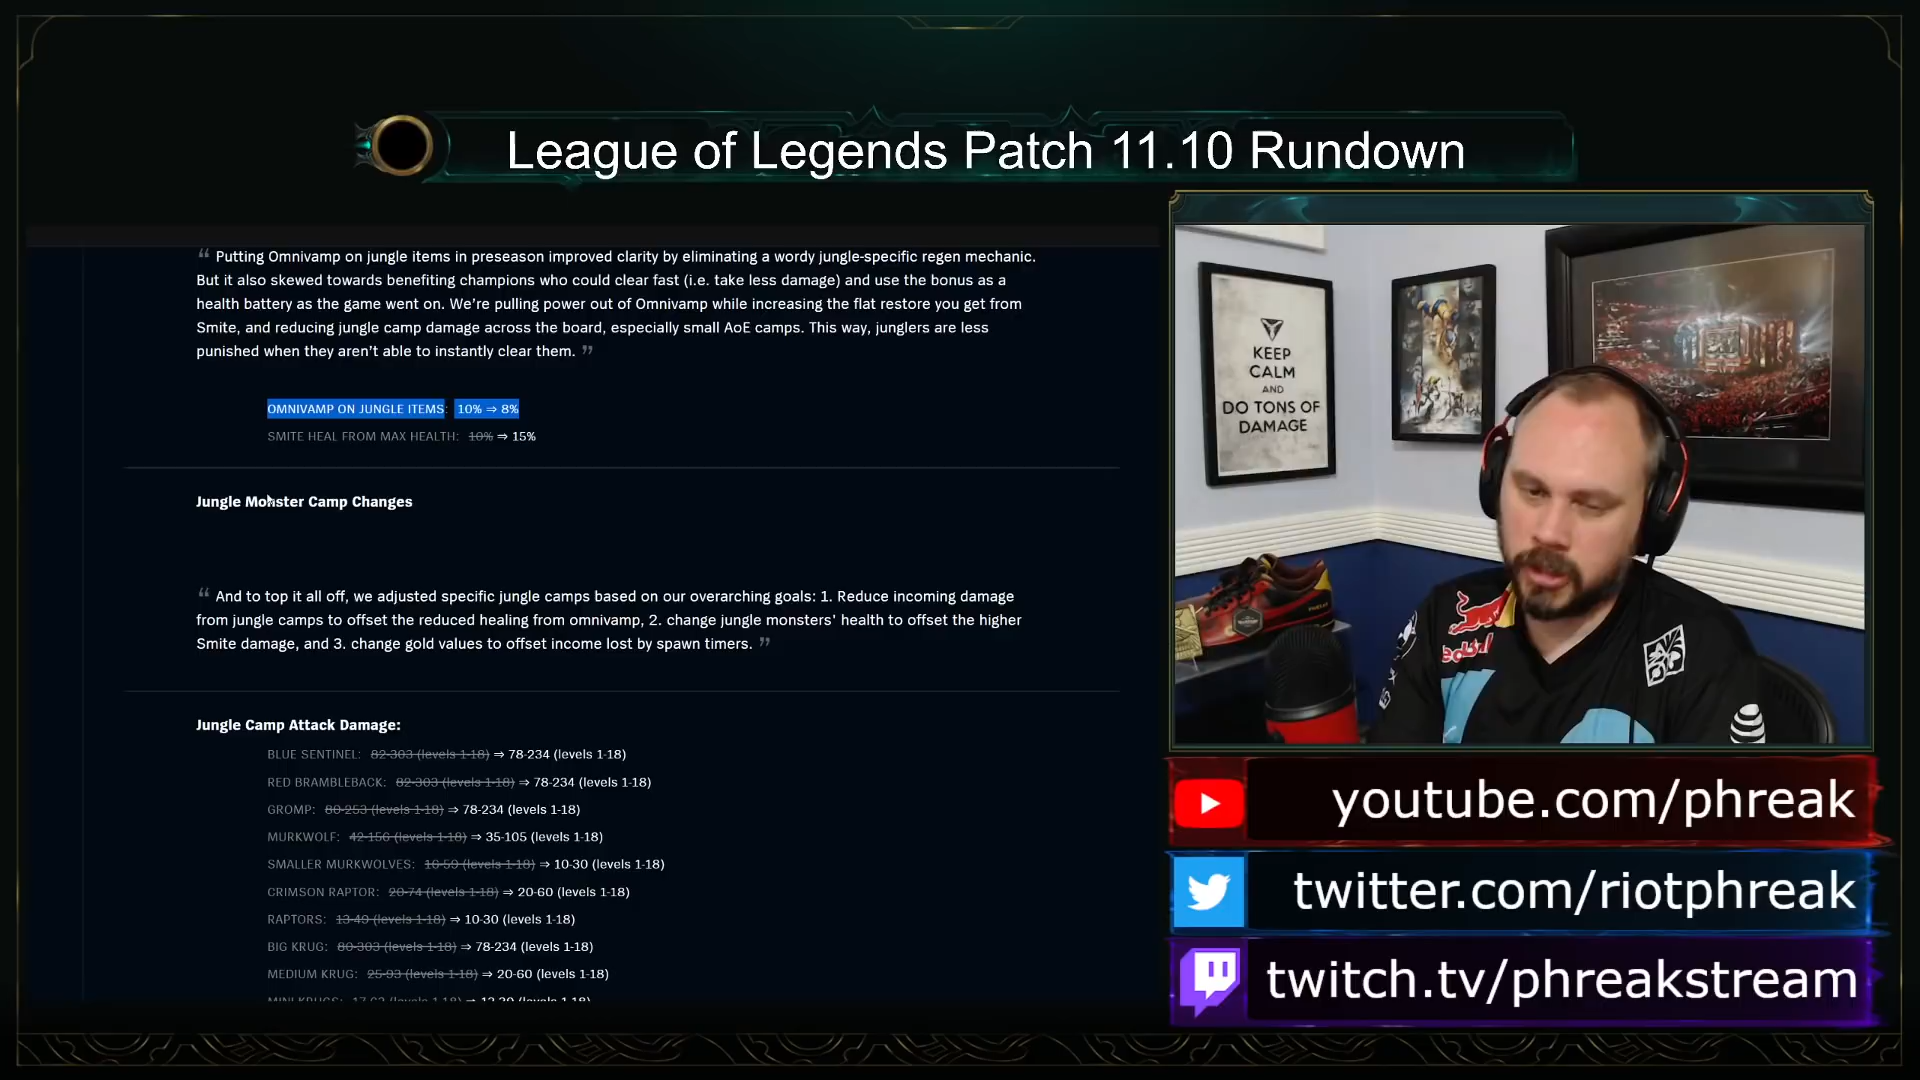 League of Legends Patch 11.10 Rundown
“ Putting Omnivamp on jungle items in preseason improved clarity by eliminating a wordy jungle-specific regen mechanic.
But it also skewed towards benefiting champions who could clear fast (i.e. take less damage) and use the bonus as a
health battery as the game went on. We’re pulling power out of Omnivamp while increasing the flat restore you get from
Smite, and reducing jungle camp damage across the board, especially small AoE camps. This way, junglers are less
punished when they aren’t able to instantly clear them. ”
OMNIVAMP ON JUNGLE ITEMS: 10% ⇒ 8%
SMITE HEAL FROM MAX HEALTH: 10% ⇒ 15%
Jungle Monster Camp Changes
“ And to top it all off, we adjusted specific jungle camps based on our overarching goals: 1. Reduce incoming damage
from jungle camps to offset the reduced healing from omnivamp, 2. change jungle monsters’ health to offset the higher
Smite damage, and 3. change gold values to offset income lost by spawn timers. ”
Jungle Camp Attack Damage:
BLUE SENTINEL: 82-303 (levels 1-18) ⇒ 78-234 (levels 1-18)
RED BRAMBLEBACK: 82-303 (levels 1-18) ⇒ 78-234 (levels 1-18)
GROMP: 80-253 (levels 1-18) ⇒ 78-234 (levels 1-18)
MURKWOLF: 42-156 (levels 1-18) ⇒ 35-105 (levels 1-18)
SMALLER MURKWOLVES: 16-59 (levels 1-18) ⇒ 10-30 (levels 1-18)
CRIMSON RAPTOR: 20-74 (levels 1-18) ⇒ 20-60 (levels 1-18)
RAPTORS: 13-49 (levels 1-18) ⇒ 10-30 (levels 1-18)
BIG KRUG: 80-303 (levels 1-18) ⇒ 78-234 (levels 1-18)
MEDIUM KRUG: 25-93 (levels 1-18) ⇒ 20-60 (levels 1-18)
KEEP
CALM
AND
DO TONS OF
DAMAGE
Red Bull
AT&T
youtube.com/phreak
twitter.com/riotphreak
twitch.tv/phreakstream